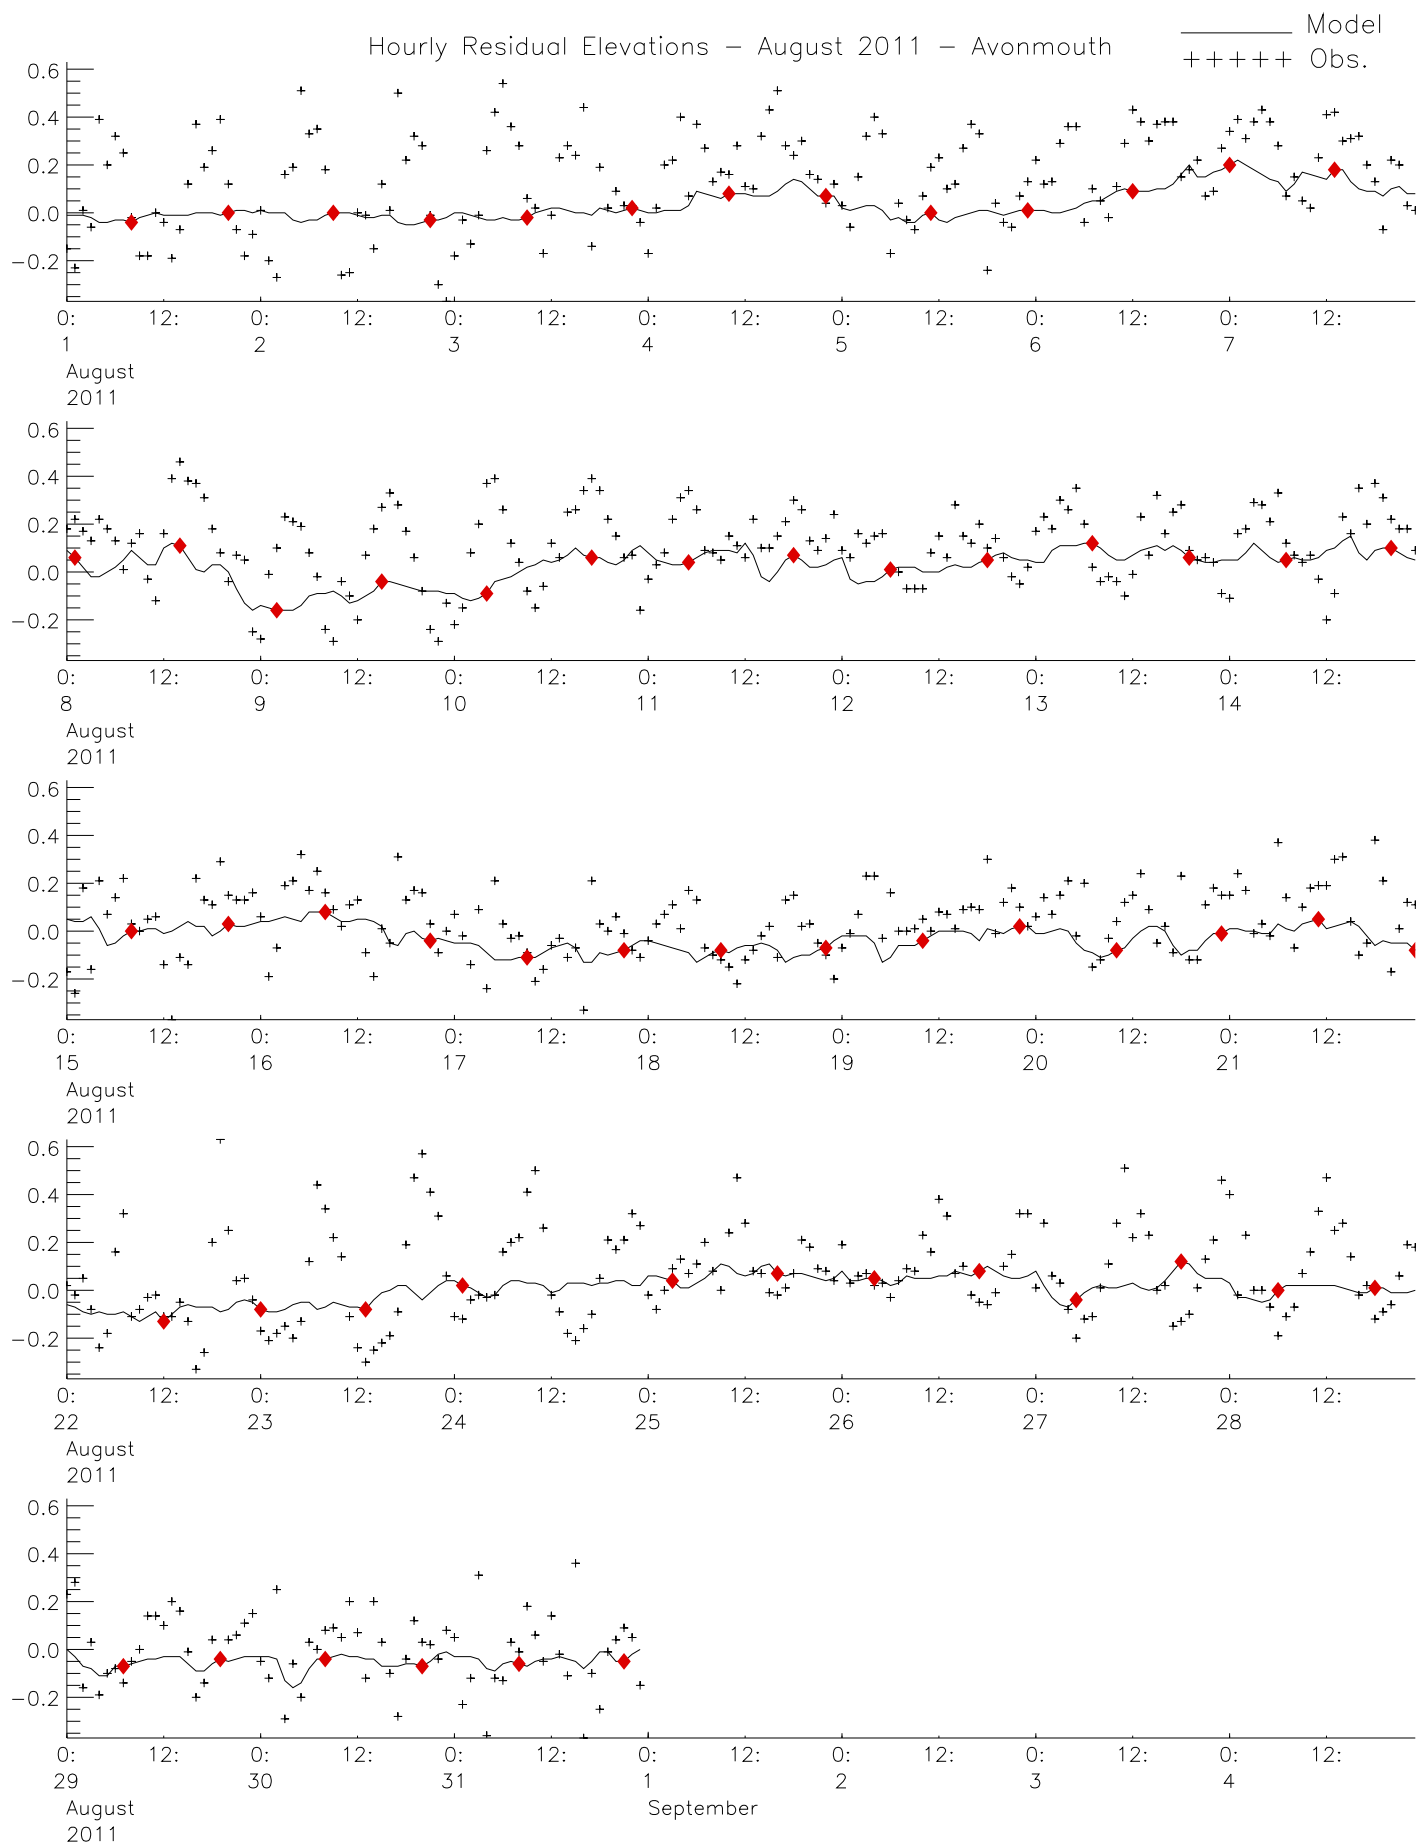 Hourly Residual Elevations − August 2011 − Avonmouth
Model
+++++ Obs.
0.6
0.4
0.2
0.0
−0.2
0: 12: 0: 12: 0: 12: 0: 12: 0: 12: 0: 12: 0: 12:
1 2 3 4 5 6 7
August
2011
0.6
0.4
0.2
0.0
−0.2
0: 12: 0: 12: 0: 12: 0: 12: 0: 12: 0: 12: 0: 12:
8 9 10 11 12 13 14
August
2011
0.6
0.4
0.2
0.0
−0.2
0: 12: 0: 12: 0: 12: 0: 12: 0: 12: 0: 12: 0: 12:
15 16 17 18 19 20 21
August
2011
0.6
0.4
0.2
0.0
−0.2
0: 12: 0: 12: 0: 12: 0: 12: 0: 12: 0: 12: 0: 12:
22 23 24 25 26 27 28
August
2011
0.6
0.4
0.2
0.0
−0.2
0: 12: 0: 12: 0: 12: 0: 12: 0: 12: 0: 12: 0: 12:
29 30 31 1 2 3 4
August September
2011